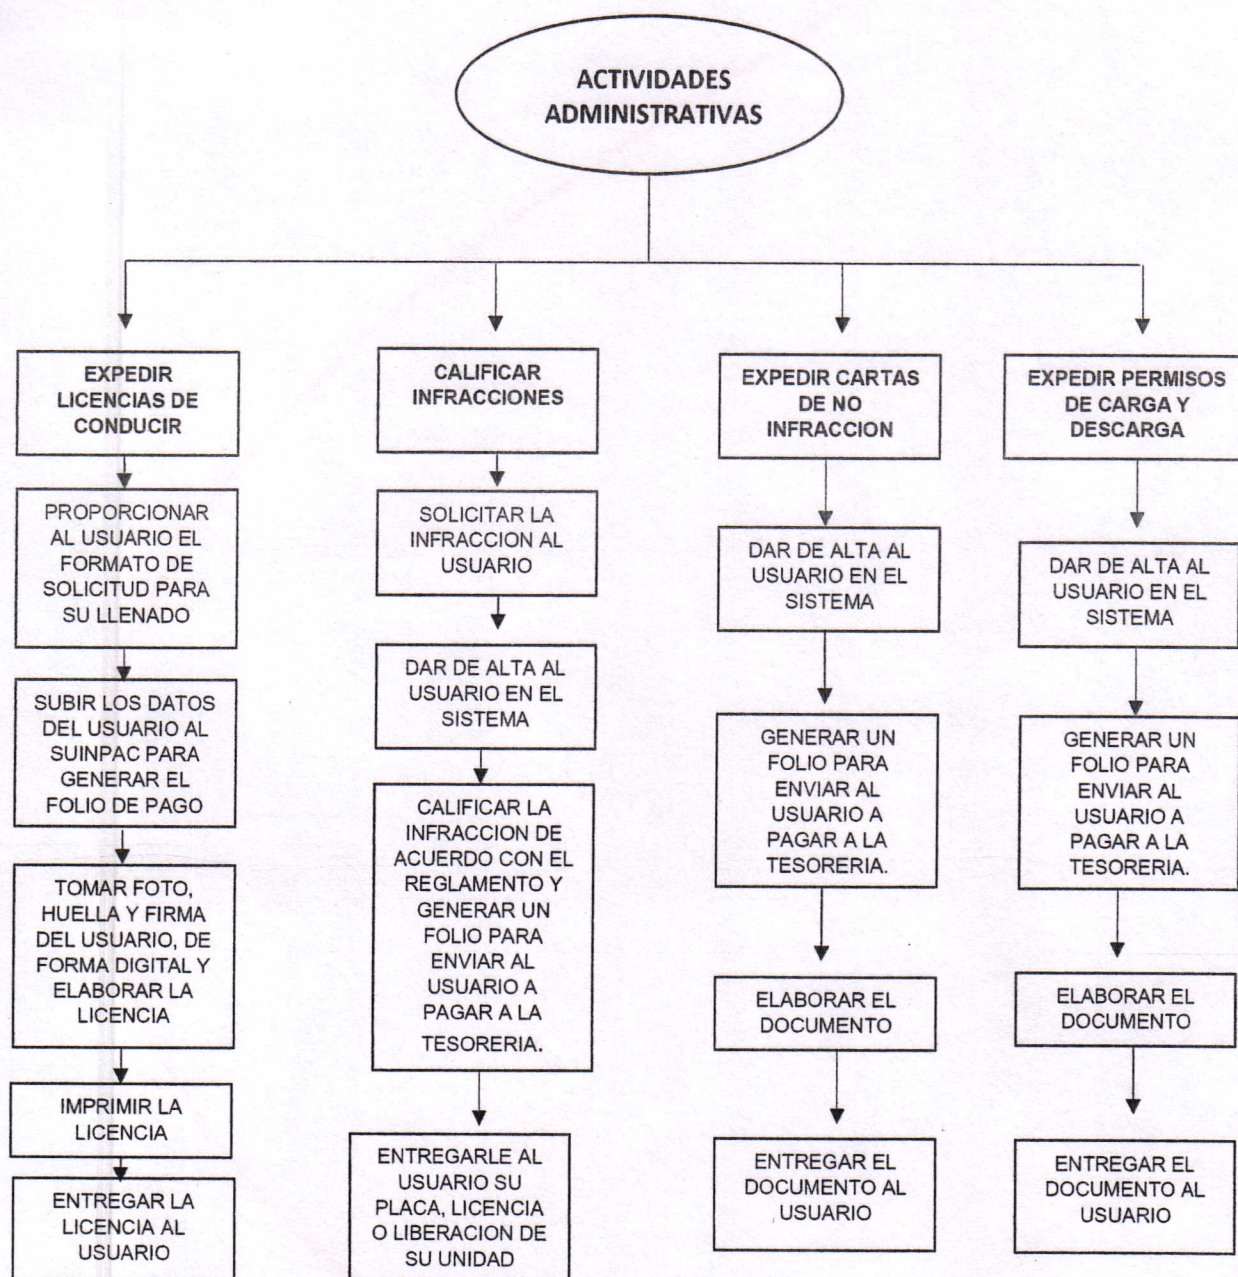 ACTIVIDADES
ADMINISTRATIVAS
EXPEDIR
LICENCIAS DE
CONDUCIR
PROPORCIONAR
AL USUARIO EL
FORMATO DE
SOLICITUD PARA
SU LLENADO
SUBIR LOS DATOS
DEL USUARIO AL
SUINPAC PARA
GENERAR EL
FOLIO DE PAGO
TOMAR FOTO,
HUELLA Y FIRMA
DEL USUARIO, DE
FORMA DIGITAL Y
ELABORAR LA
LICENCIA
IMPRIMIR LA
LICENCIA
ENTREGAR LA
LICENCIA AL
USUARIO
CALIFICAR
INFRACCIONES
SOLICITAR LA
INFRACCION AL
USUARIO
DAR DE ALTA AL
USUARIO EN EL
SISTEMA
CALIFICAR LA
INFRACCION DE
ACUERDO CON EL
REGLAMENTO Y
GENERAR UN
FOLIO PARA
ENVIAR AL
USUARIO A
PAGAR A LA
TESORERIA.
ENTREGARLE AL
USUARIO SU
PLACA, LICENCIA
O LIBERACION DE
SU UNIDAD
EXPEDIR CARTAS
DE NO
INFRACCION
DAR DE ALTA AL
USUARIO EN EL
SISTEMA
GENERAR UN
FOLIO PARA
ENVIAR AL
USUARIO A
PAGAR A LA
TESORERIA.
ELABORAR EL
DOCUMENTO
ENTREGAR EL
DOCUMENTO AL
USUARIO
EXPEDIR PERMISOS
DE CARGA Y
DESCARGA
DAR DE ALTA AL
USUARIO EN EL
SISTEMA
GENERAR UN
FOLIO PARA
ENVIAR AL
USUARIO A
PAGAR A LA
TESORERIA.
ELABORAR EL
DOCUMENTO
ENTREGAR EL
DOCUMENTO AL
USUARIO